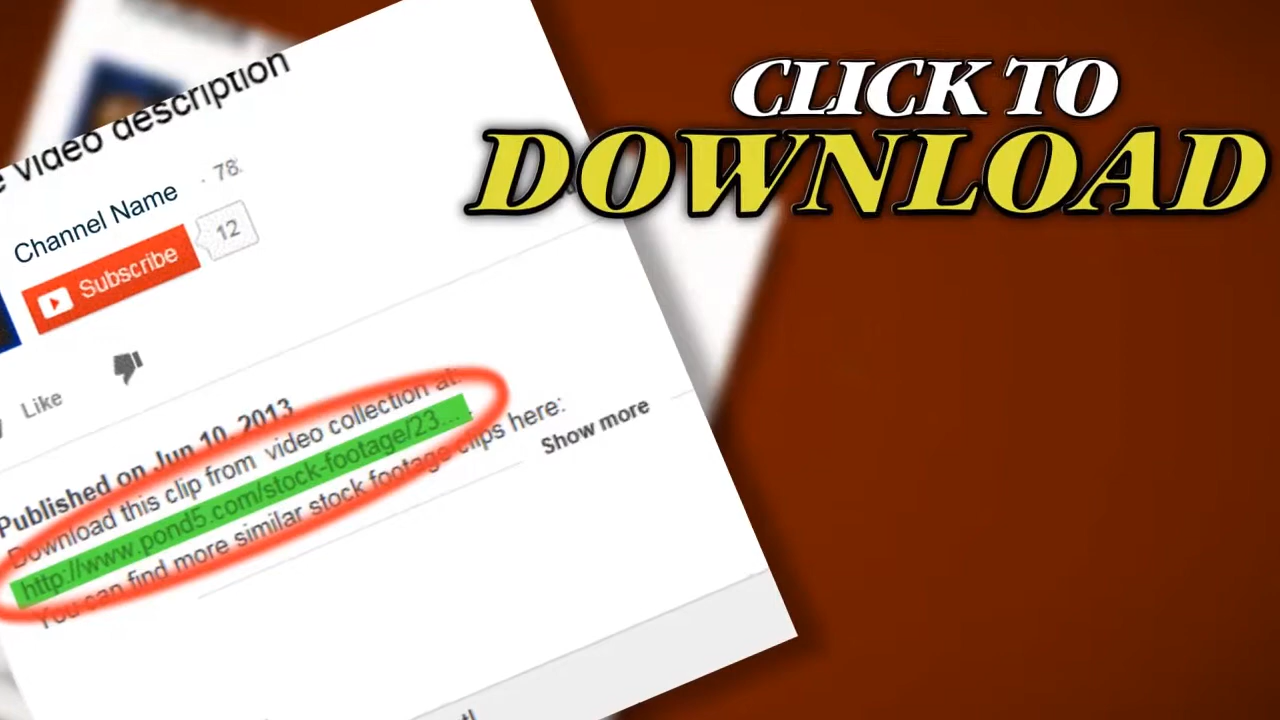 CLICK TO
DOWNLOAD
video description
Channel Name
78
Subscribe
12
Like
Published on Jun 10, 2013
Download this clip from video collection at:
http://www.pond5.com/stock-footage/23...
You can find more similar stock footage clips here:
Show more